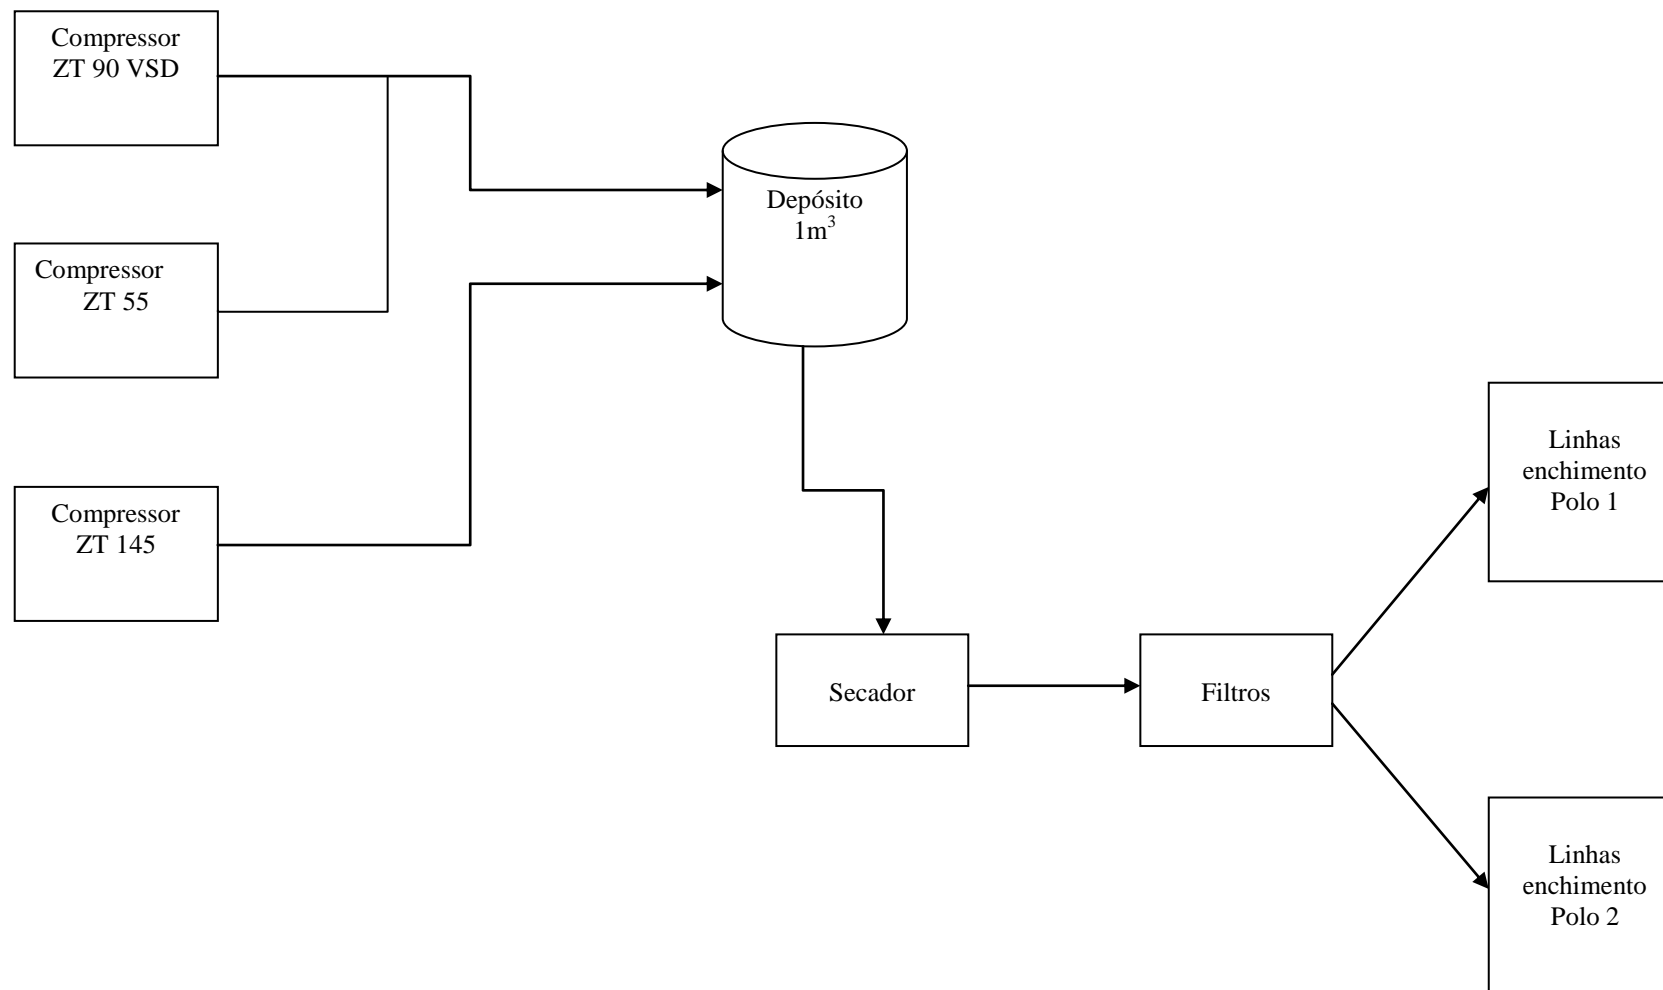 Compressor
ZT 90 VSD
Compressor
ZT 55
Compressor
ZT 145
Depósito
1m³
Secador
Filtros
Linhas
enchimento
Polo 1
Linhas
enchimento
Polo 2